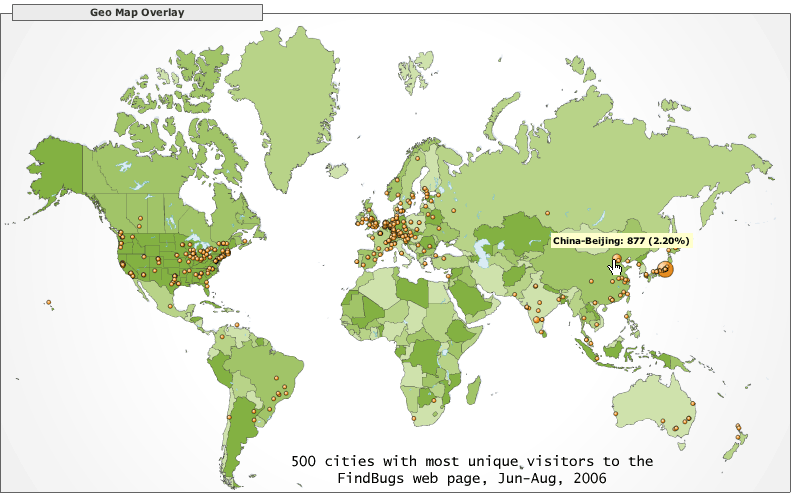 Geo Map Overlay
China-Beijing: 877 (2.20%)
500 cities with most unique visitors to the
FindBugs web page, Jun-Aug, 2006